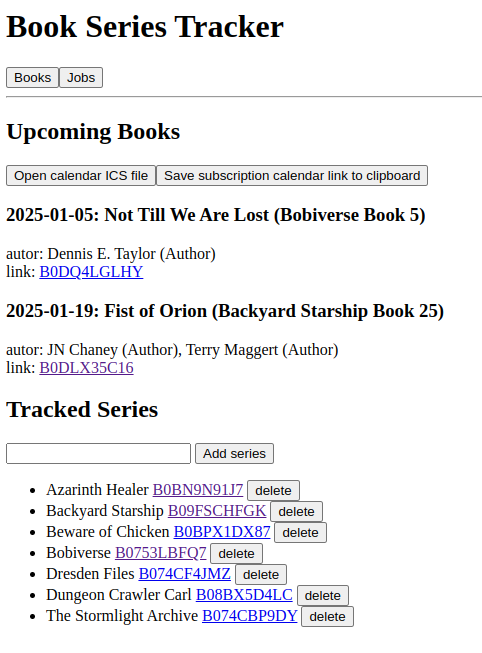 Book Series Tracker
Books Jobs
Upcoming Books
Open calendar ICS file Save subscription calendar link to clipboard
2025-01-05: Not Till We Are Lost (Bobiverse Book 5)
autor: Dennis E. Taylor (Author)
link: B0DQ4LGLHY
2025-01-19: Fist of Orion (Backyard Starship Book 25)
autor: JN Chaney (Author), Terry Maggert (Author)
link: B0DLX35C16
Tracked Series
Add series
Azarinth Healer B0BN9N91J7 delete
Backyard Starship B09FSCHFGK delete
Beware of Chicken B0BPX1DX87 delete
Bobiverse B0753LBFQ7 delete
Dresden Files B074CF4JMZ delete
Dungeon Crawler Carl B08BX5D4LC delete
The Stormlight Archive B074CBP9DY delete